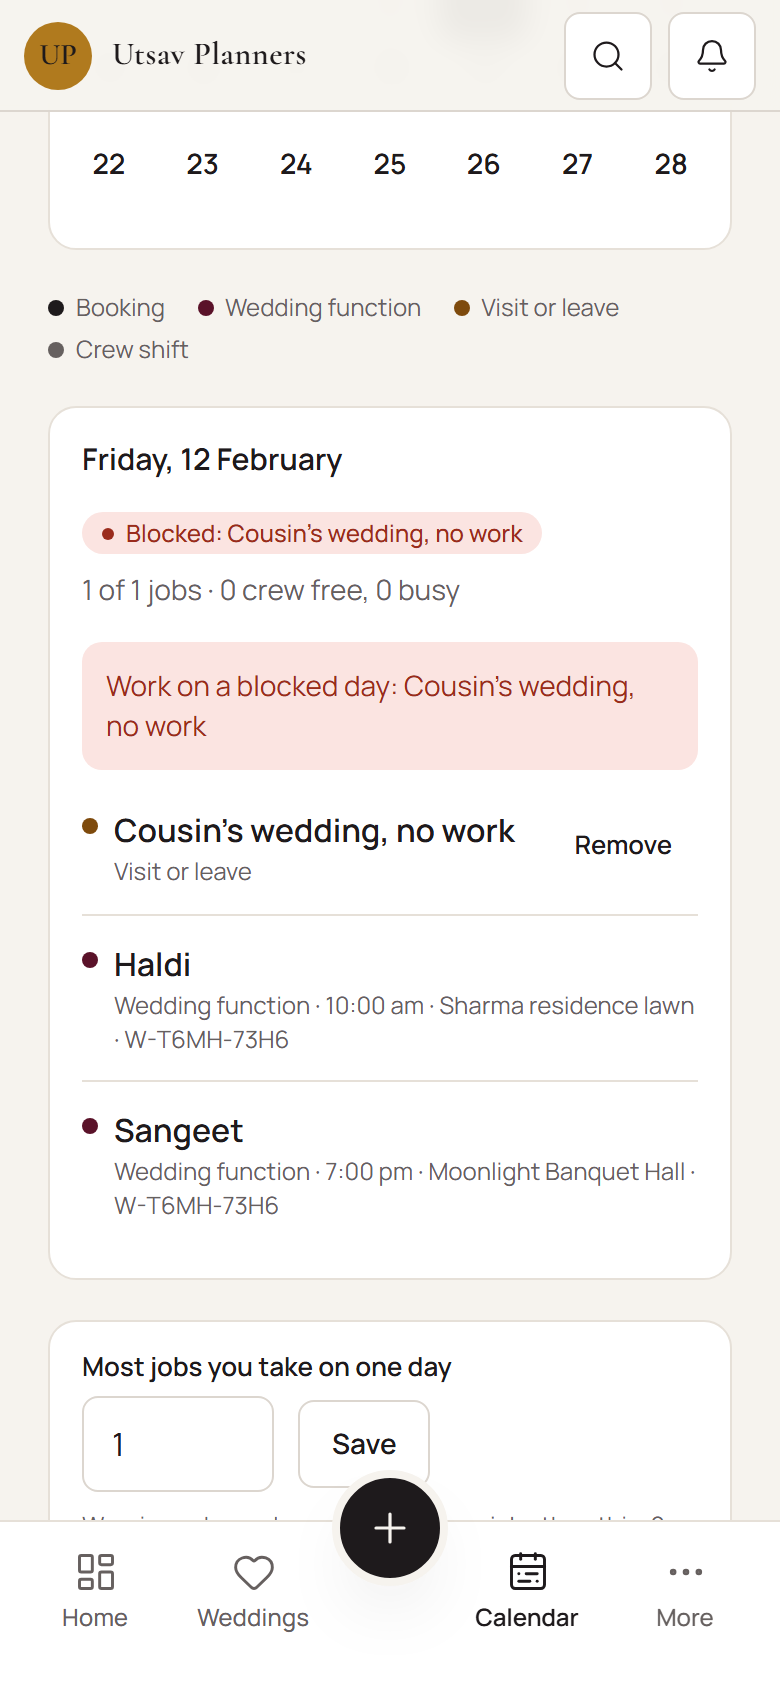 UP Utsav Planners
22 23 24 25 26 27 28
Booking Wedding function Visit or leave
Crew shift
Friday, 12 February
Blocked: Cousin's wedding, no work
1 of 1 jobs · 0 crew free, 0 busy
Work on a blocked day: Cousin's wedding,
no work
Cousin's wedding, no work
Remove
Visit or leave
Haldi
Wedding function · 10:00 am · Sharma residence lawn
· W-T6MH-73H6
Sangeet
Wedding function · 7:00 pm · Moonlight Banquet Hall ·
W-T6MH-73H6
Most jobs you take on one day
1 Save
Home Weddings Calendar More